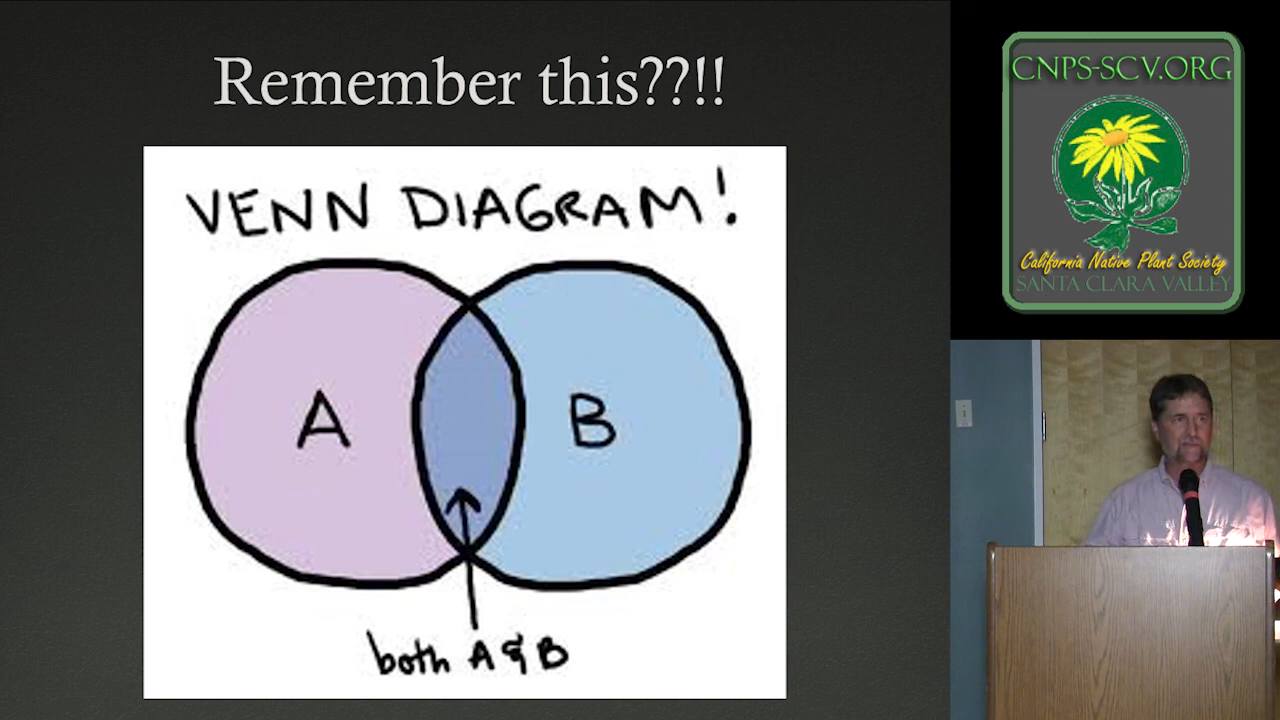 Remember this??!!
VENN DIAGRAM!
A
B
both A & B
CNPS-SCV.ORG
California Native Plant Society
SANTA CLARA VALLEY